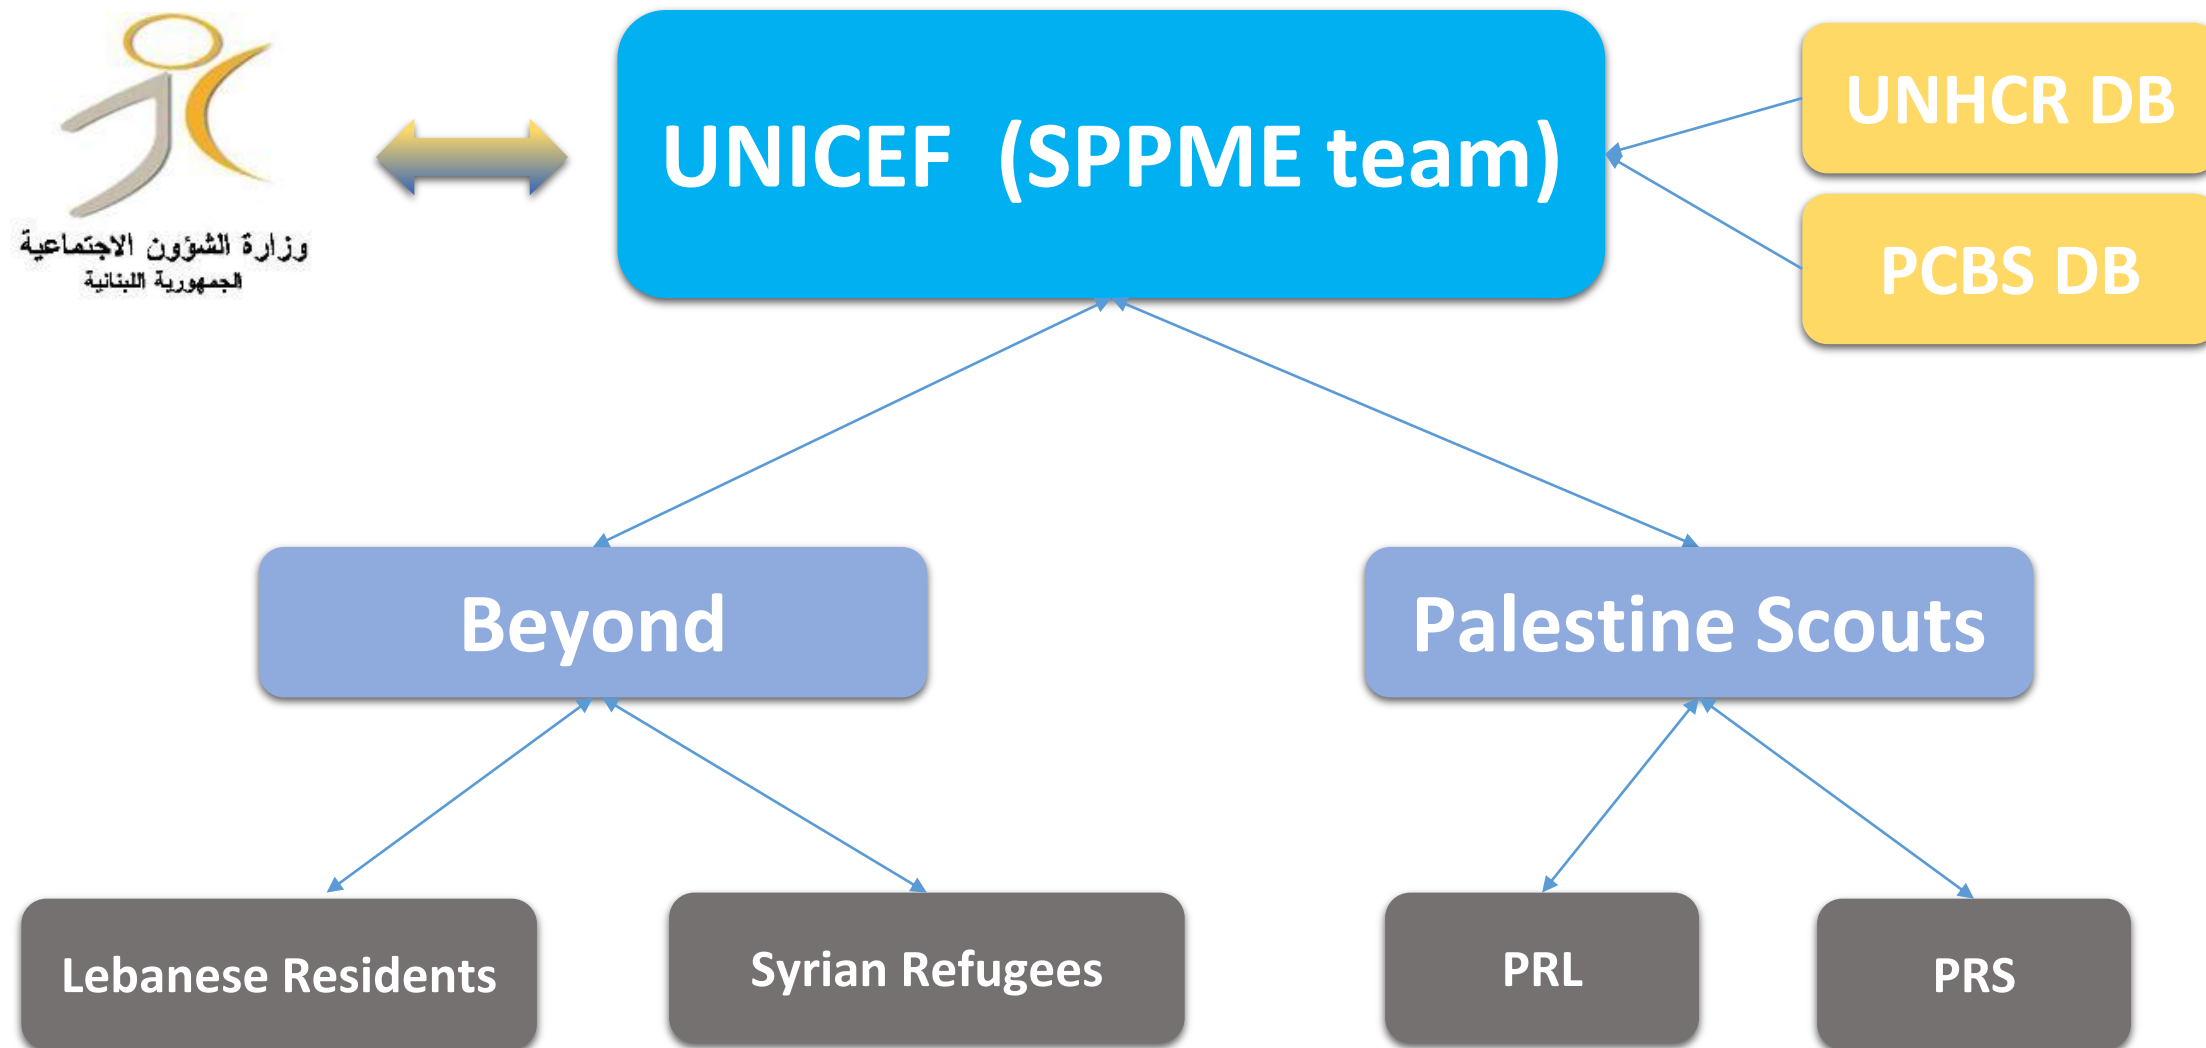 وزارة الشؤون الاجتماعية
الجمهورية اللبنانية
UNICEF (SPPME team)
UNHCR DB
PCBS DB
Beyond
Palestine Scouts
Lebanese Residents
Syrian Refugees
PRL
PRS